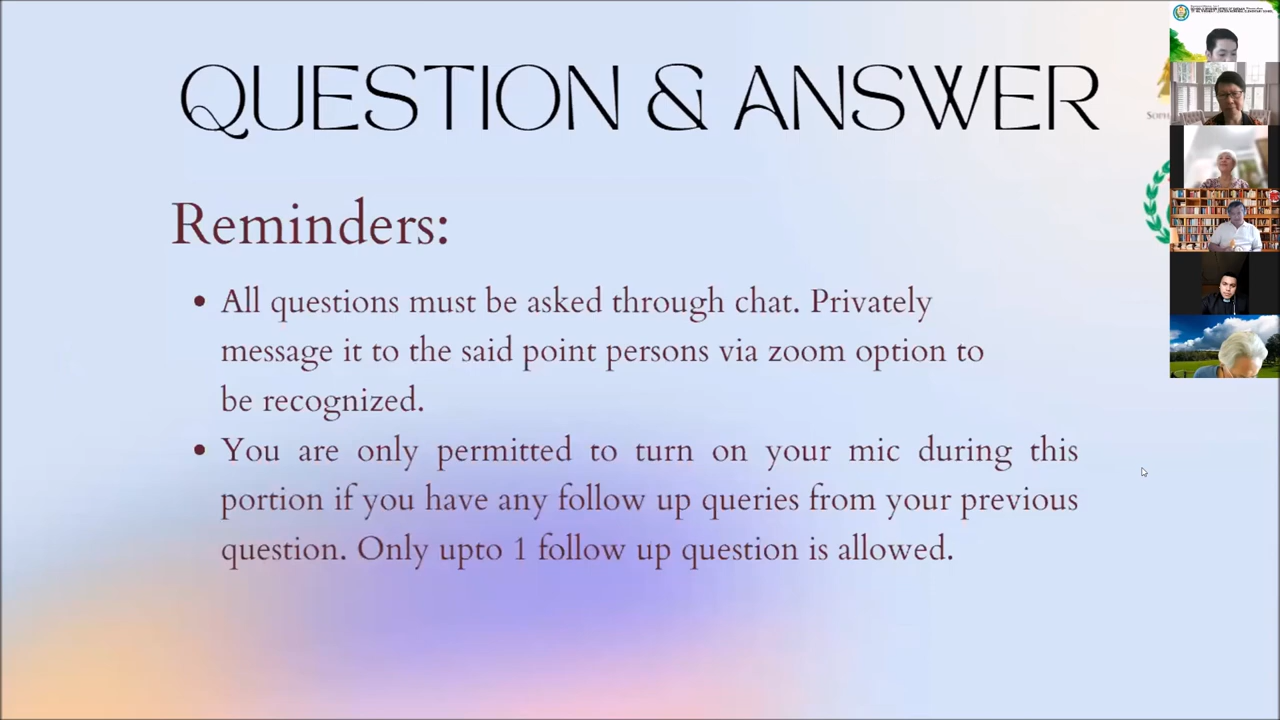 QUESTION & ANSWER
Reminders:
• All questions must be asked through chat. Privately
message it to the said point persons via zoom option to
be recognized.
• You are only permitted to turn on your mic during this
portion if you have any follow up queries from your previous
question. Only upto 1 follow up question is allowed.